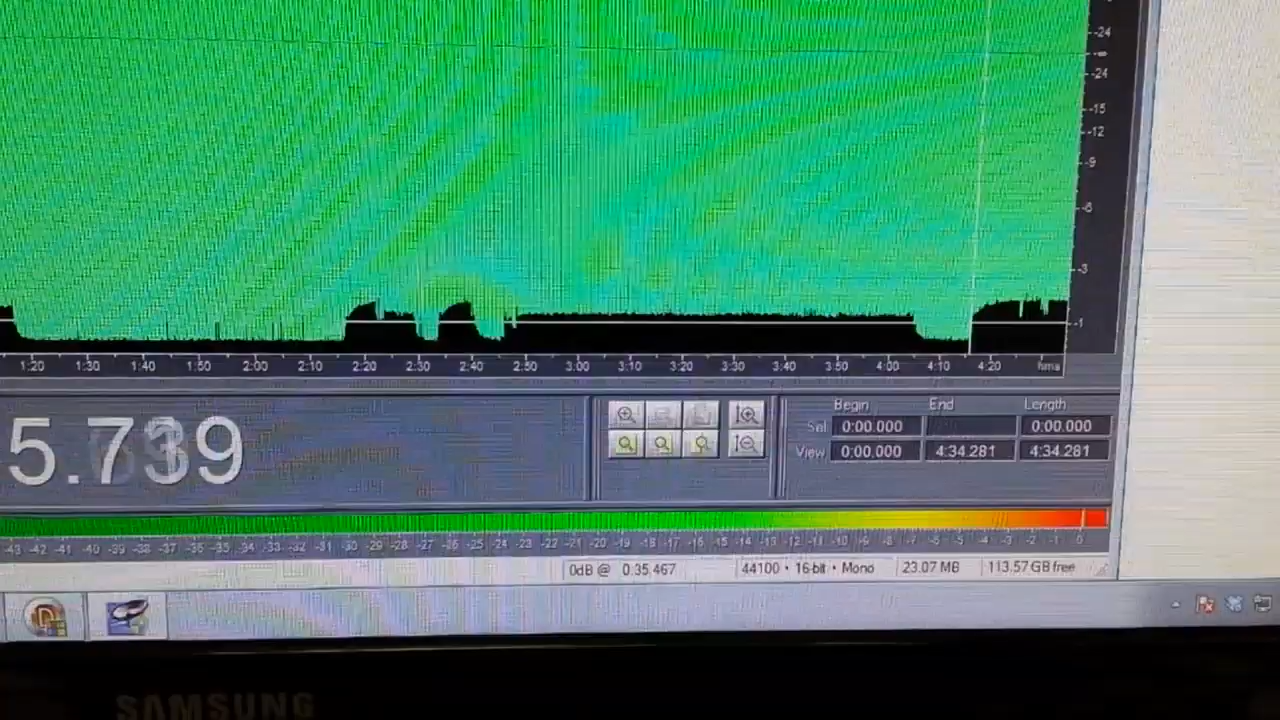 -24
-∞
-24
-15
-12
-9
-6
-3
-1
1:20 1:30 1:40 1:50 2:00 2:10 2:20 2:30 2:40 2:50 3:00 3:10 3:20 3:30 3:40 3:50 4:00 4:10 4:20 hms
Begin End Length
Sel 0:00.000 0:00.000
View 0:00.000 4:34.281 4:34.281
5.739
-43 -42 -41 -40 -39 -38 -37 -36 -35 -34 -33 -32 -31 -30 -29 -28 -27 -26 -25 -24 -23 -22 -21 -20 -19 -18 -17 -16 -15 -14 -13 -12 -11 -10 -9 -8 -7 -6 -5 -4 -3 -2 -1 0
0dB @ 0:35.467 44100 • 16-bit • Mono 23.07 MB 113.57 GB free
SAMSUNG